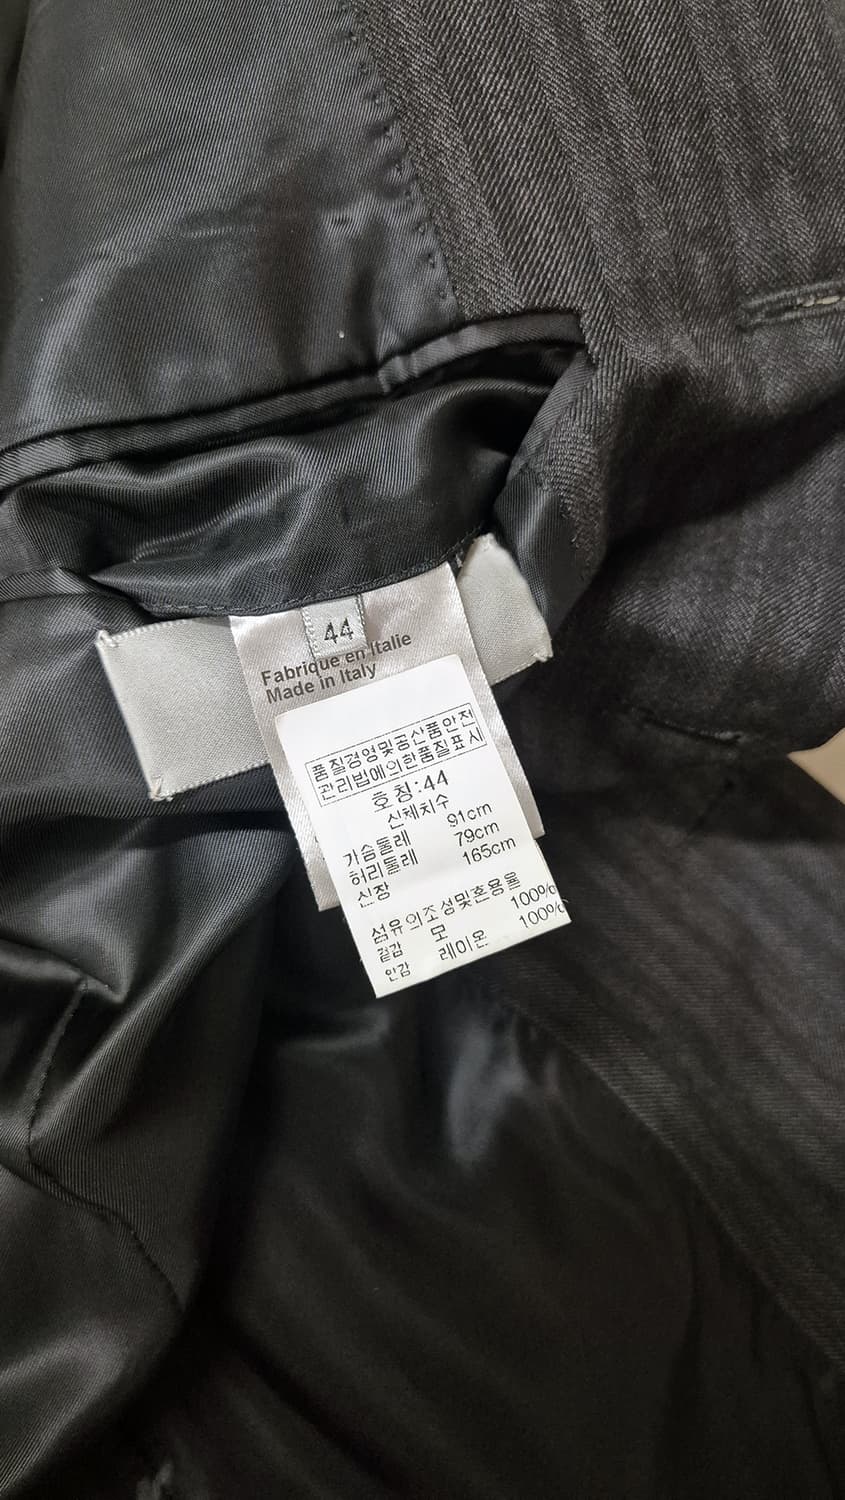 44
Fabriqué en Italie
Made in Italy
품질경영및공산품안전
관리법에의한품질표시
호칭:44
신체치수
가슴둘레 91cm
허리둘레 79cm
신장 165cm
섬유의조성및혼용율
겉감 모 100%
안감 레이온 100%